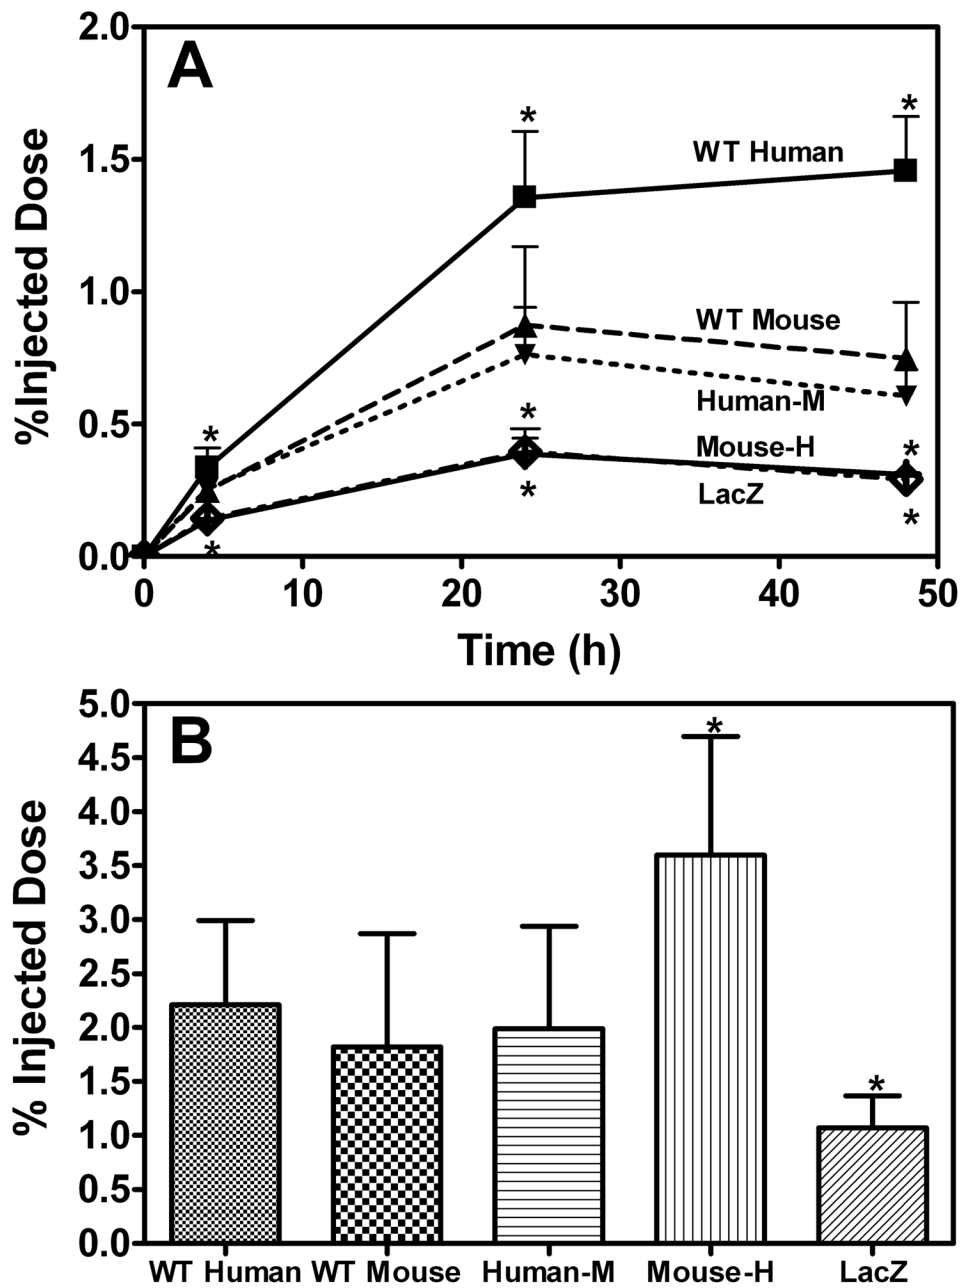 A
2.0
1.5
1.0
0.5
0.0
%Injected Dose
*
*
*
*
*
*
*
*
*
WT Human
WT Mouse
Human-M
Mouse-H
LacZ
0 10 20 30 40 50
Time (h)
B
5.0
4.5
4.0
3.5
3.0
2.5
2.0
1.5
1.0
0.5
0.0
% Injected Dose
*
*
WT Human WT Mouse Human-M Mouse-H LacZ